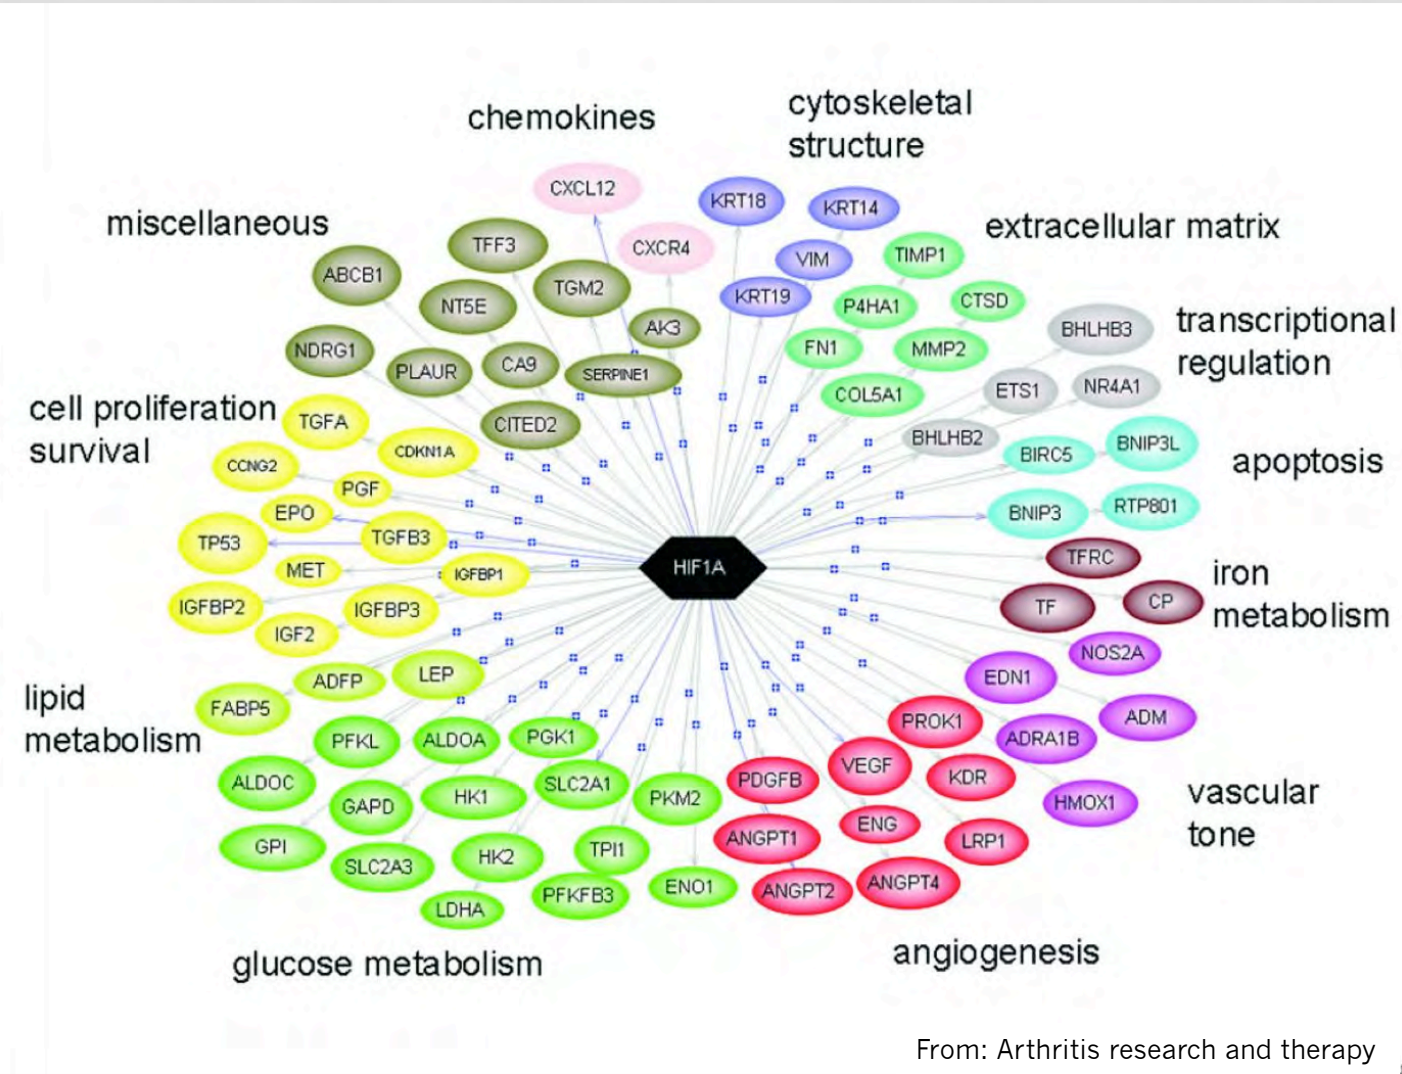 chemokines
cytoskeletal
structure
CXCL12
KRT18
KRT14
miscellaneous
extracellular matrix
TFF3
CXCR4
VIM
TIMP1
ABCB1
TGM2
KRT19
P4HA1
CTSD
NT5E
AK3
BHLHB3
transcriptional
regulation
NDRG1
PLAUR
CA9
SERPINE1
FN1
MMP2
ETS1
NR4A1
COL5A1
cell proliferation
survival
TGFA
CITED2
BHLHB2
CDKN1A
BIRC5
BNIP3L
apoptosis
CCNG2
PGF
EPO
BNIP3
RTP801
TP53
TGFB3
HIF1A
TFRC
MET
IGFBP1
iron
metabolism
IGFBP2
IGFBP3
TF
CP
IGF2
NOS2A
ADFP
LEP
EDN1
lipid
metabolism
FABP5
PROK1
ADM
PFKL
ALDOA
PGK1
ADRA1B
ALDOC
SLC2A1
PDGFB
VEGF
KDR
GAPD
HK1
PKM2
HMOX1
vascular
tone
ENG
GPI
TPI1
ANGPT1
LRP1
SLC2A3
HK2
PFKFB3
ENO1
ANGPT2
ANGPT4
LDHA
glucose metabolism
angiogenesis
From: Arthritis research and therapy